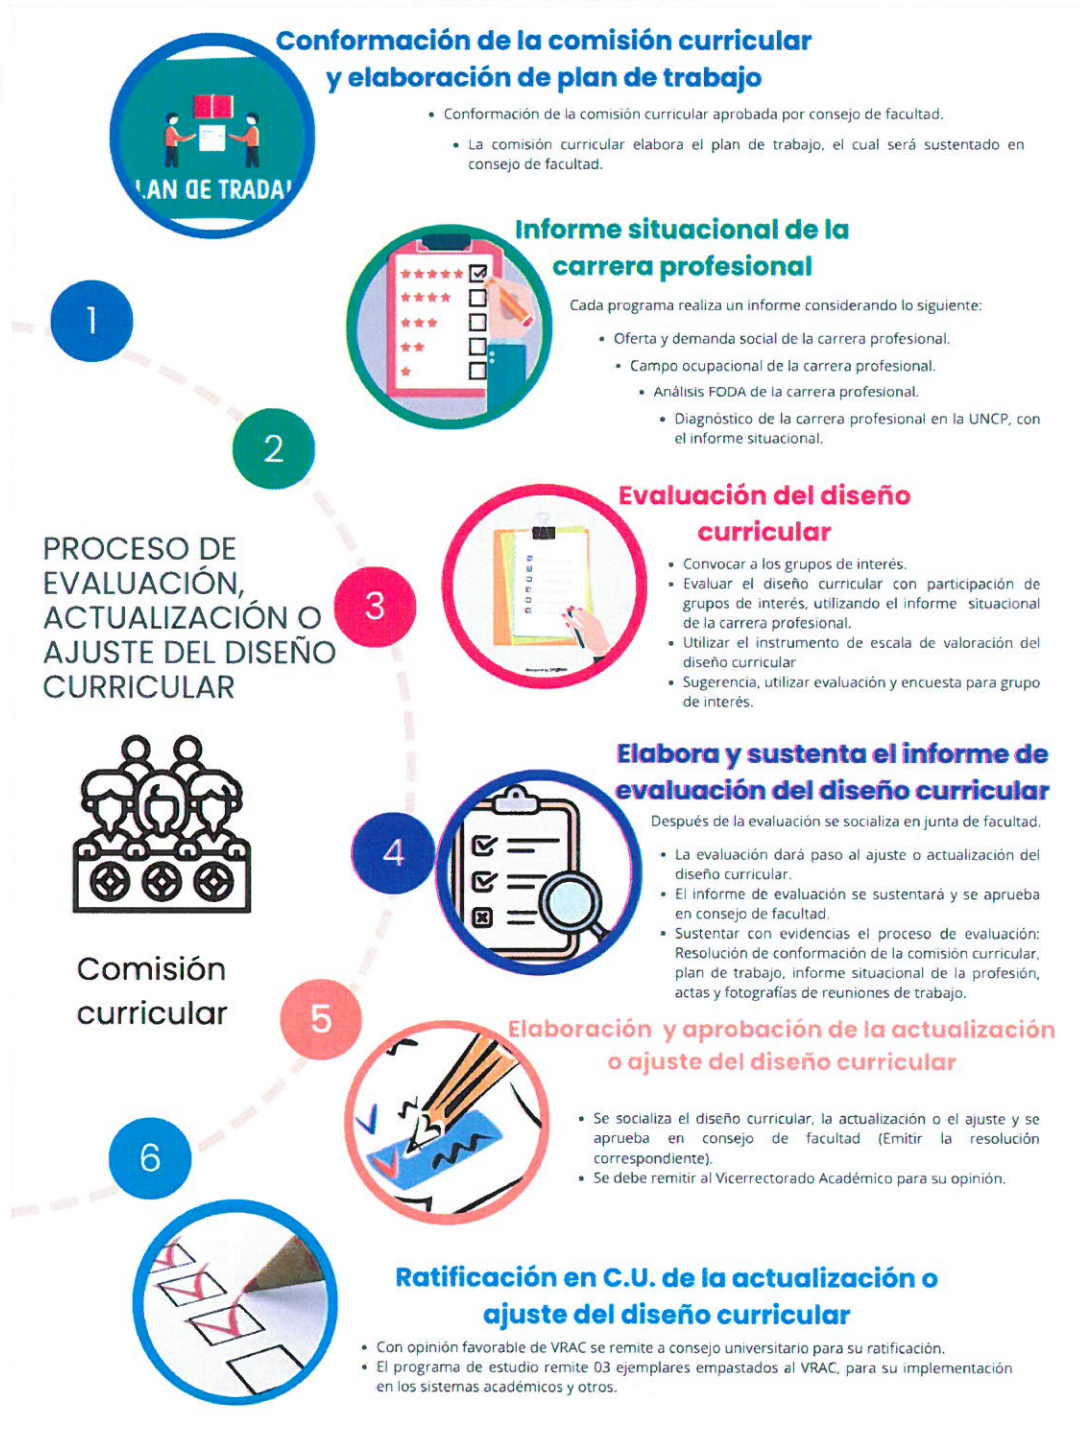 Conformación de la comisión curricular
y elaboración de plan de trabajo
• Conformación de la comisión curricular aprobada por consejo de facultad.
• La comisión curricular elabora el plan de trabajo, el cual será sustentado en
consejo de facultad.
LAN DE TRADA
Informe situacional de la
carrera profesional
Cada programa realiza un informe considerando lo siguiente:
• Oferta y demanda social de la carrera profesional.
• Campo ocupacional de la carrera profesional.
• Análisis FODA de la carrera profesional.
• Diagnóstico de la carrera profesional en la UNCP, con
el informe situacional.
1
2
Evaluación del diseño
curricular
• Convocar a los grupos de interés.
• Evaluar el diseño curricular con participación de
grupos de interés, utilizando el informe situacional
de la carrera profesional.
• Utilizar el instrumento de escala de valoración del
diseño curricular
• Sugerencia, utilizar evaluación y encuesta para grupo
de interés.
3
PROCESO DE
EVALUACIÓN,
ACTUALIZACIÓN O
AJUSTE DEL DISEÑO
CURRICULAR
Elabora y sustenta el informe de
evaluación del diseño curricular
Después de la evaluación se socializa en junta de facultad.
• La evaluación dará paso al ajuste o actualización del
diseño curricular.
• El informe de evaluación se sustentará y se aprueba
en consejo de facultad.
• Sustentar con evidencias el proceso de evaluación:
Resolución de conformación de la comisión curricular,
plan de trabajo, informe situacional de la profesión,
actas y fotografías de reuniones de trabajo.
4
Comisión
curricular
5
Elaboración y aprobación de la actualización
o ajuste del diseño curricular
• Se socializa el diseño curricular, la actualización o el ajuste y se
aprueba en consejo de facultad (Emitir la resolución
correspondiente).
• Se debe remitir al Vicerrectorado Académico para su opinión.
6
Ratificación en C.U. de la actualización o
ajuste del diseño curricular
• Con opinión favorable de VRAC se remite a consejo universitario para su ratificación.
• El programa de estudio remite 03 ejemplares empastados al VRAC, para su implementación
en los sistemas académicos y otros.